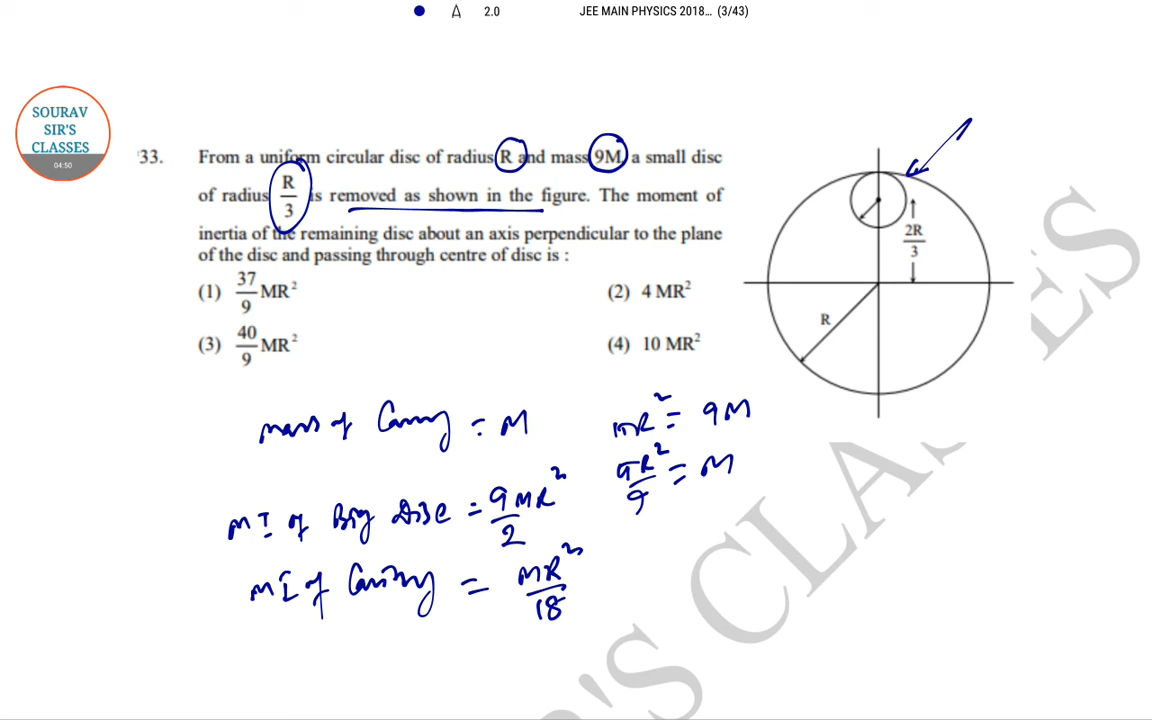 2.0 JEE MAIN PHYSICS 2018... (3/43)
SOURAV
SIR'S
CLASSES
04:50
33. From a uniform circular disc of radius R and mass 9M, a small disc
of radius R/3 is removed as shown in the figure. The moment of
inertia of the remaining disc about an axis perpendicular to the plane
of the disc and passing through centre of disc is :
(1) 37/9 MR² (2) 4 MR²
(3) 40/9 MR² (4) 10 MR²
2R/3
R
mass of Cavity = M
πR² = 9M
πR²/9 = M
MI of Big Disc = 9MR²/2
MI of Cavity = MR²/18
SIR'S CLASSES